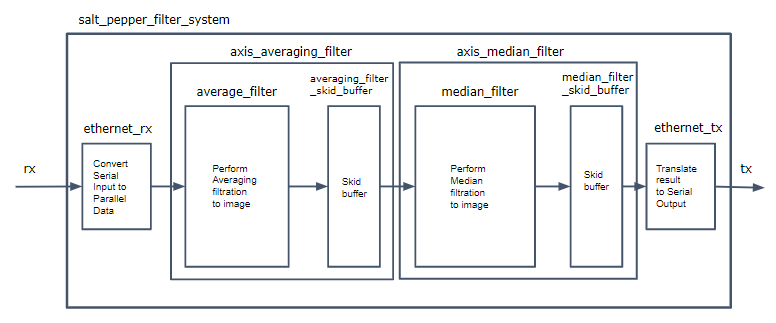 salt_pepper_filter_system
axis_averaging_filter
axis_median_filter
average_filter
averaging_filter
_skid_buffer
median_filter
median_filter
_skid_buffer
ethernet_rx
ethernet_tx
rx
Convert
Serial
Input to
Parallel
Data
Perform
Averaging
filtration
to image
Skid
buffer
Perform
Median
filtration
to image
Skid
buffer
Translate
result
to Serial
Output
tx